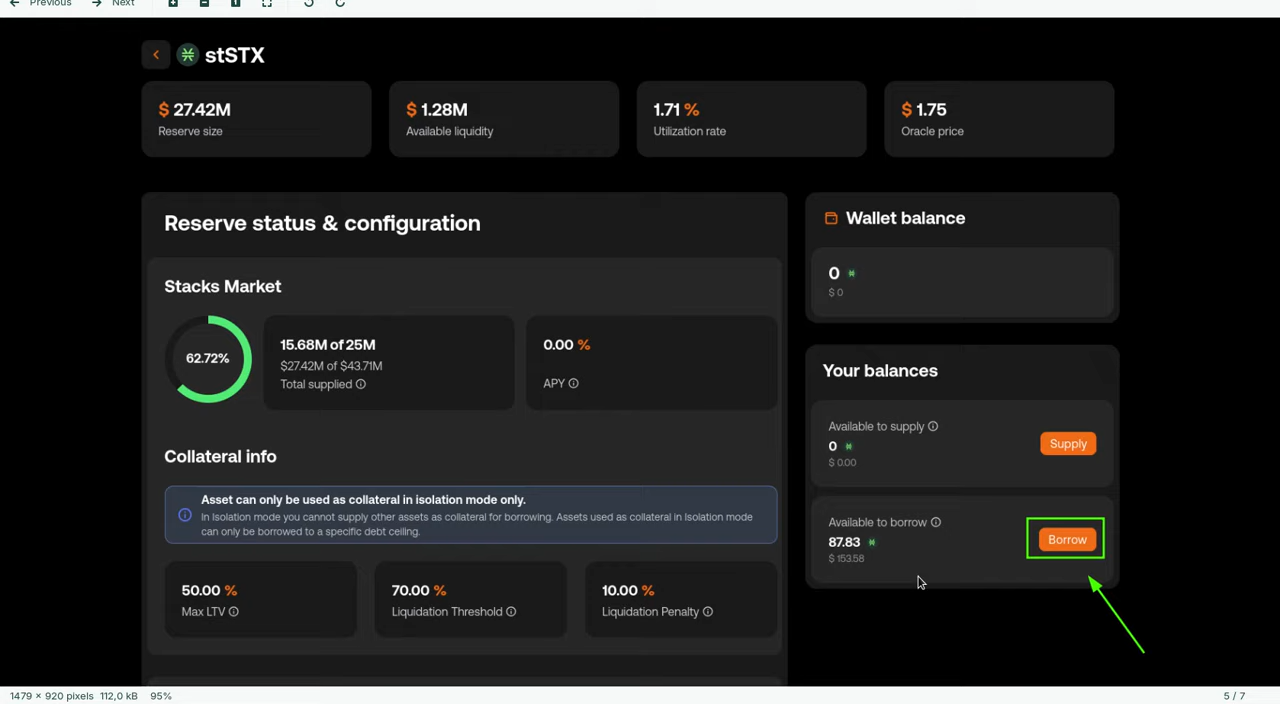 Previous Next
stSTX
$ 27.42M
Reserve size
$ 1.28M
Available liquidity
1.71 %
Utilization rate
$ 1.75
Oracle price
Reserve status & configuration
Stacks Market
62.72%
15.68M of 25M
$27.42M of $43.71M
Total supplied
0.00 %
APY
Collateral info
Asset can only be used as collateral in isolation mode only.
In Isolation mode you cannot supply other assets as collateral for borrowing. Assets used as collateral in Isolation mode
can only be borrowed to a specific debt ceiling.
50.00 %
Max LTV
70.00 %
Liquidation Threshold
10.00 %
Liquidation Penalty
Wallet balance
0
$ 0
Your balances
Available to supply
0
$ 0.00
Supply
Available to borrow
87.83
$ 153.58
Borrow
1479 × 920 pixels 112,0 kB 95%
5 / 7